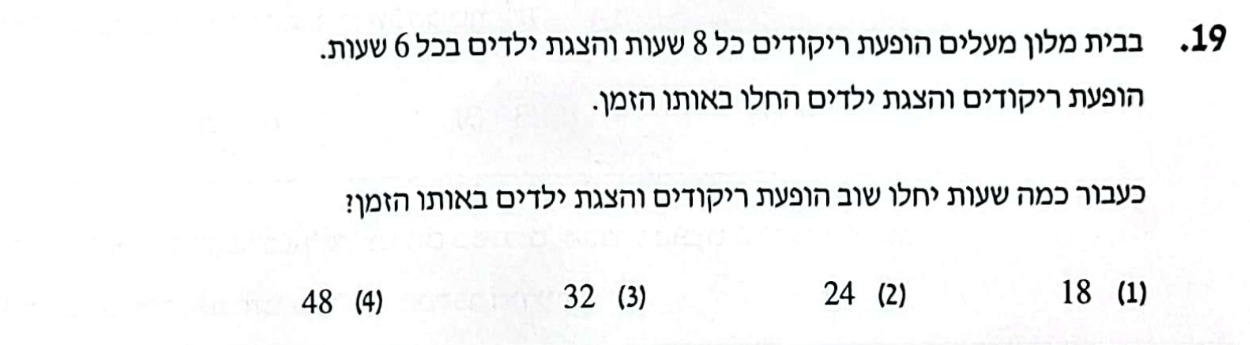 19. בבית מלון מעלים הופעת ריקודים כל 8 שעות והצגת ילדים בכל 6 שעות.
הופעת ריקודים והצגת ילדים החלו באותו הזמן.
כעבור כמה שעות יחלו שוב הופעת ריקודים והצגת ילדים באותו הזמן?
(1) 18 (2) 24 (3) 32 (4) 48